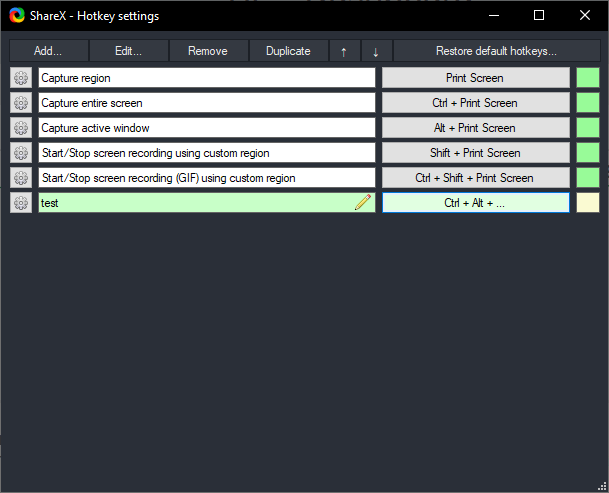 ShareX - Hotkey settings
Add... Edit... Remove Duplicate ↑ ↓ Restore default hotkeys...
Capture region Print Screen
Capture entire screen Ctrl + Print Screen
Capture active window Alt + Print Screen
Start/Stop screen recording using custom region Shift + Print Screen
Start/Stop screen recording (GIF) using custom region Ctrl + Shift + Print Screen
test Ctrl + Alt + ...